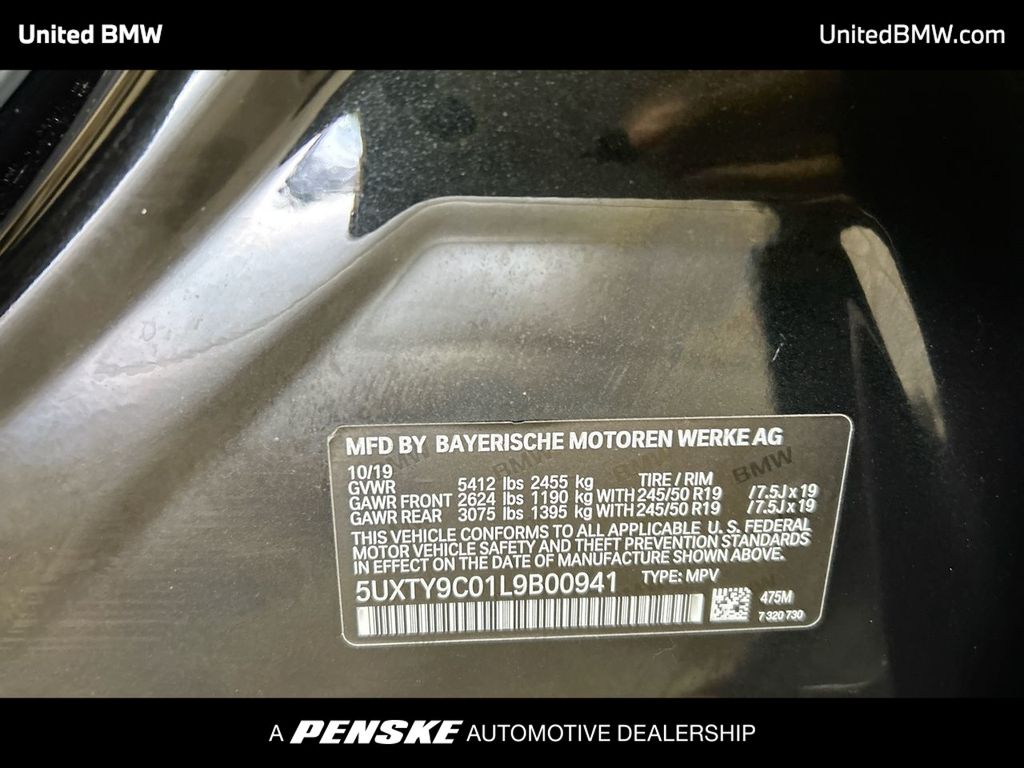 United BMW
UnitedBMW.com
MFD BY BAYERISCHE MOTOREN WERKE AG
10/19
GVWR 5412 lbs 2455 kg TIRE / RIM
GAWR FRONT 2624 lbs 1190 kg WITH 245/50 R19 /7.5J x 19
GAWR REAR 3075 lbs 1395 kg WITH 245/50 R19 /7.5J x 19
THIS VEHICLE CONFORMS TO ALL APPLICABLE U.S. FEDERAL
MOTOR VEHICLE SAFETY AND THEFT PREVENTION STANDARDS
IN EFFECT ON THE DATE OF MANUFACTURE SHOWN ABOVE.
5UXTY9C01L9B00941 TYPE: MPV
475M
7 320 730
BMW
A PENSKE AUTOMOTIVE DEALERSHIP